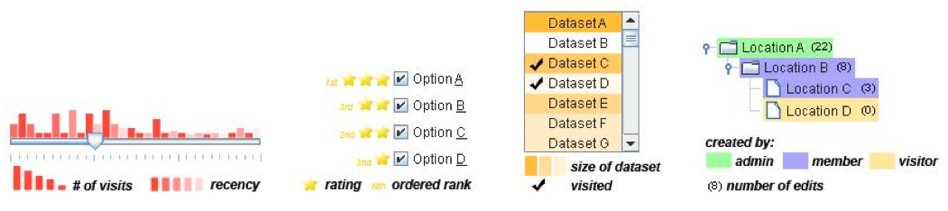 # of visits recency
1st Option A
3rd Option B
2nd Option C
Option D
rating Nth ordered rank
Dataset A
Dataset B
Dataset C
Dataset D
Dataset E
Dataset F
Dataset G
size of dataset
visited
Location A (22)
Location B (8)
Location C (3)
Location D (0)
created by:
admin member visitor
(8) number of edits